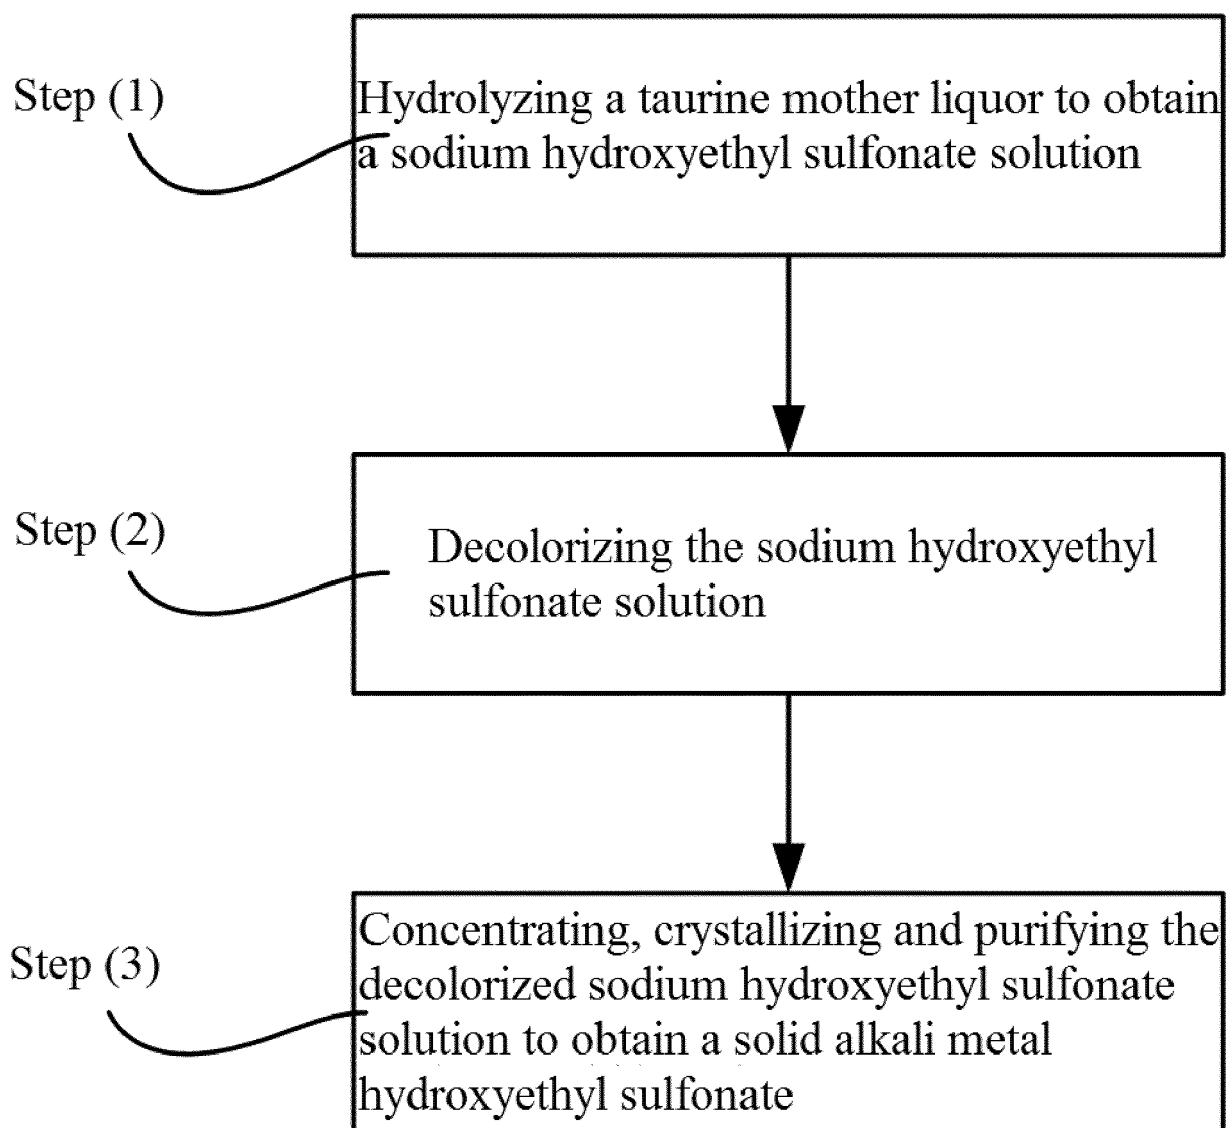 Step (1)
Hydrolyzing a taurine mother liquor to obtain
a sodium hydroxyethyl sulfonate solution
Step (2)
Decolorizing the sodium hydroxyethyl
sulfonate solution
Step (3)
Concentrating, crystallizing and purifying the
decolorized sodium hydroxyethyl sulfonate
solution to obtain a solid alkali metal
hydroxyethyl sulfonate